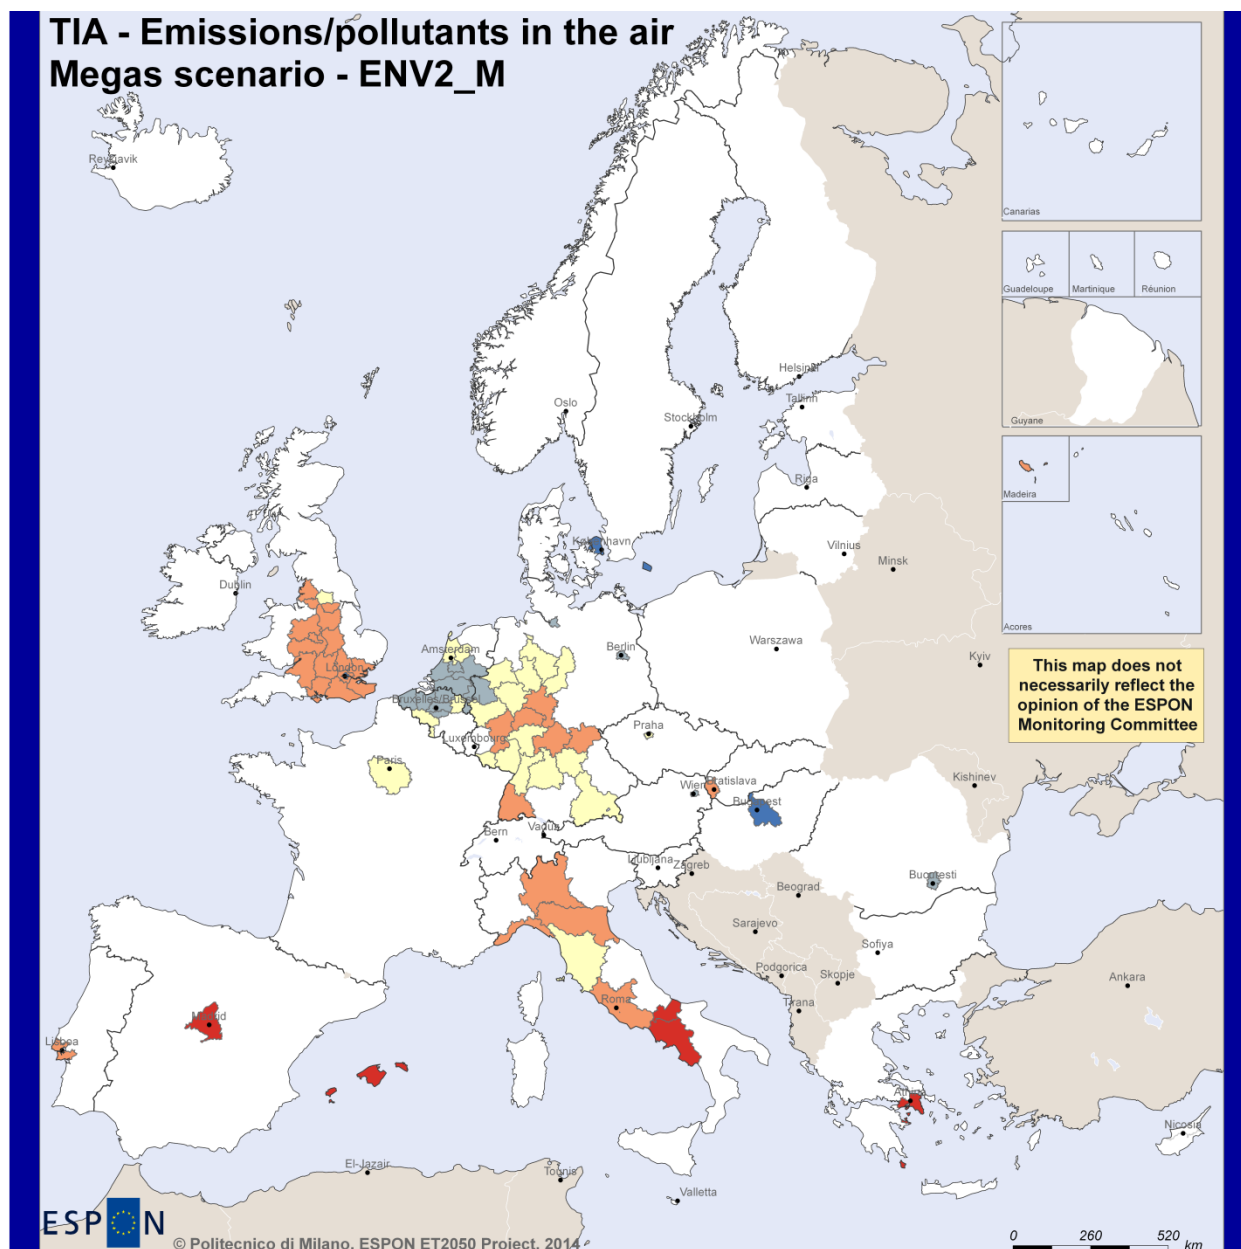 TIA - Emissions/pollutants in the air
Megas scenario - ENV2_M
Reykjavik
Canarias
Guadeloupe
Martinique
Réunion
Guyane
Madeira
Acores
Helsinki
Tallinn
Oslo
Stockholm
Riga
København
Vilnius
Minsk
Dublin
Warszawa
Kyiv
Amsterdam
Berlin
London
Bruxelles/Brussel
This map does not
necessarily reflect the
opinion of the ESPON
Monitoring Committee
Praha
Luxembourg
Paris
Kishinev
Wien
Bratislava
Budapest
Bern
Vaduz
Ljubljana
Zagreb
Bucuresti
Beograd
Sarajevo
Sofiya
Podgorica
Skopje
Ankara
Roma
Tirana
Madrid
Lisboa
Athina
Nicosia
El-Jazair
Tounis
Valletta
ESPON
© Politecnico di Milano, ESPON ET2050 Project, 2014
0 260 520
km